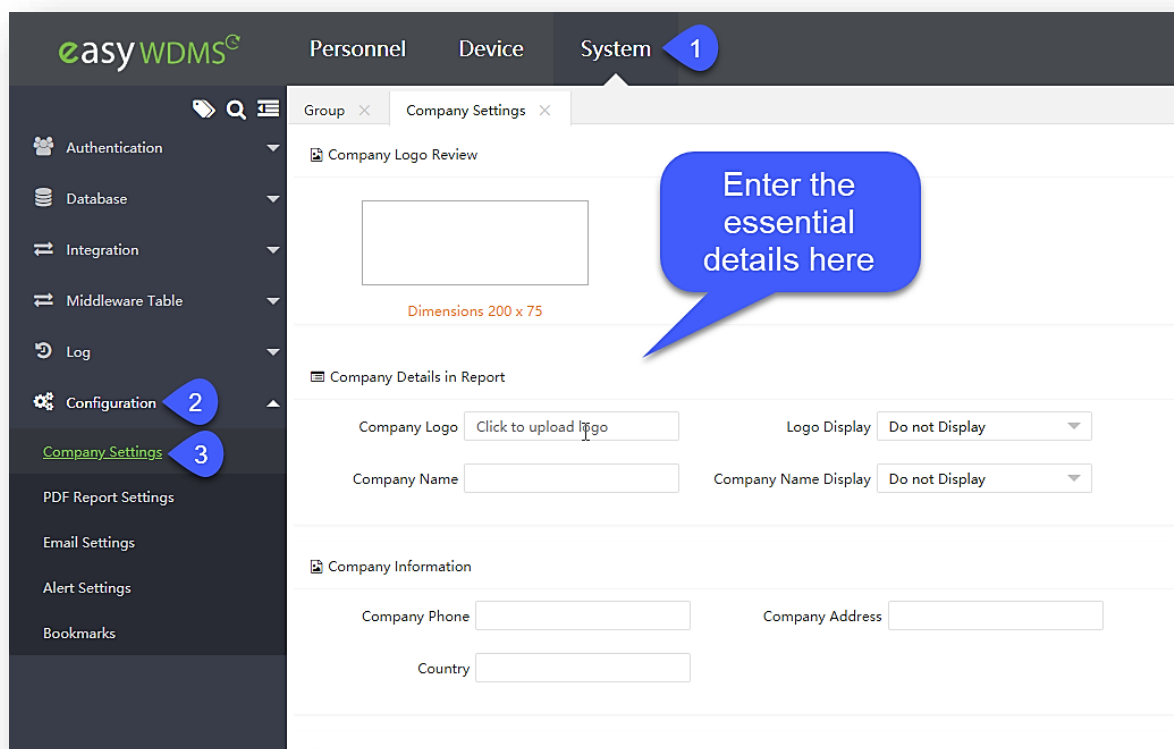 easy WDMS
Personnel Device System 1
Group Company Settings
Authentication
Database
Integration
Middleware Table
Log
Configuration 2
Company Settings 3
PDF Report Settings
Email Settings
Alert Settings
Bookmarks
Company Logo Review
Dimensions 200 x 75
Enter the
essential
details here
Company Details in Report
Company Logo Click to upload logo Logo Display Do not Display
Company Name Company Name Display Do not Display
Company Information
Company Phone Company Address
Country